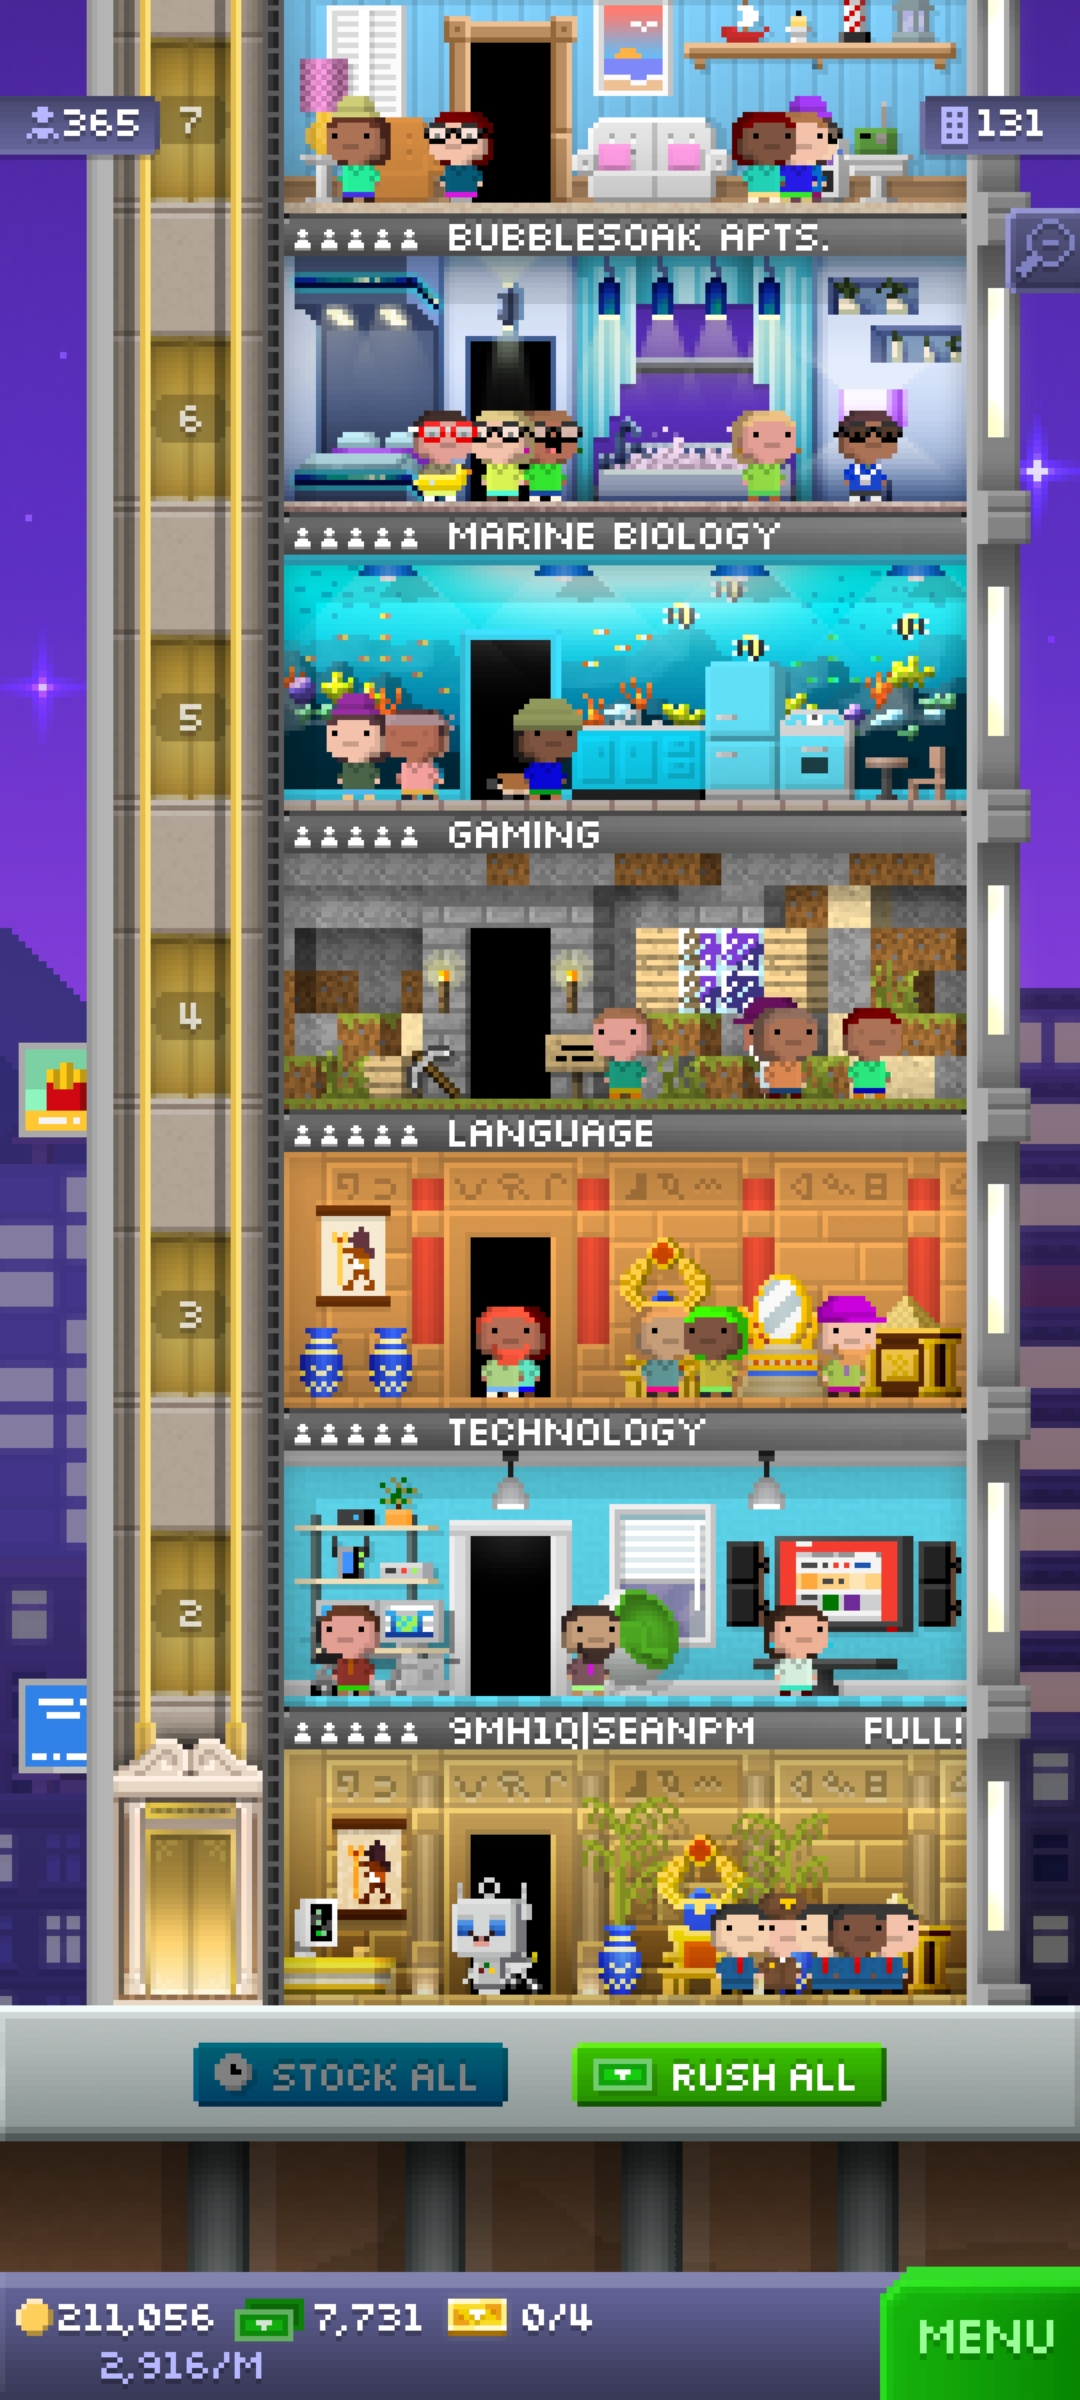 365
7
131
BUBBLESOAK APTS.
6
MARINE BIOLOGY
5
GAMING
4
LANGUAGE
3
TECHNOLOGY
2
9MH1Q|SEANPM FULL!
STOCK ALL
RUSH ALL
211,056 7,731 0/4
2,916/M
MENU